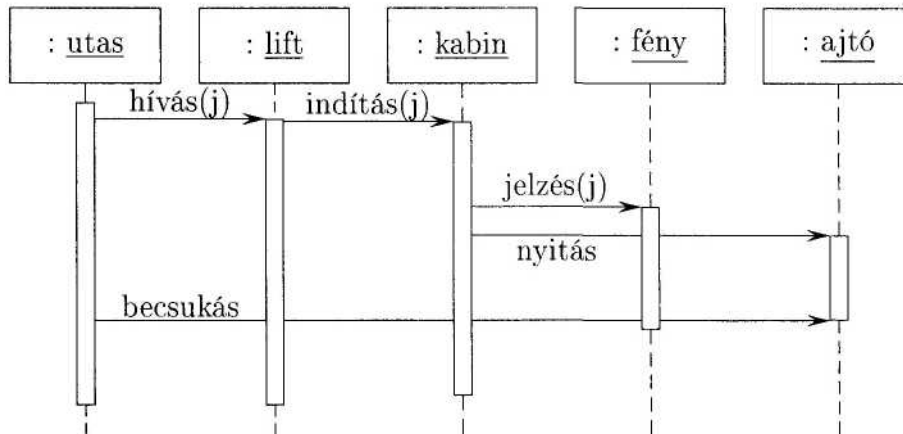 : utas
: lift
: kabin
: fény
: ajtó
hívás(j)
indítás(j)
jelzés(j)
nyitás
becsukás